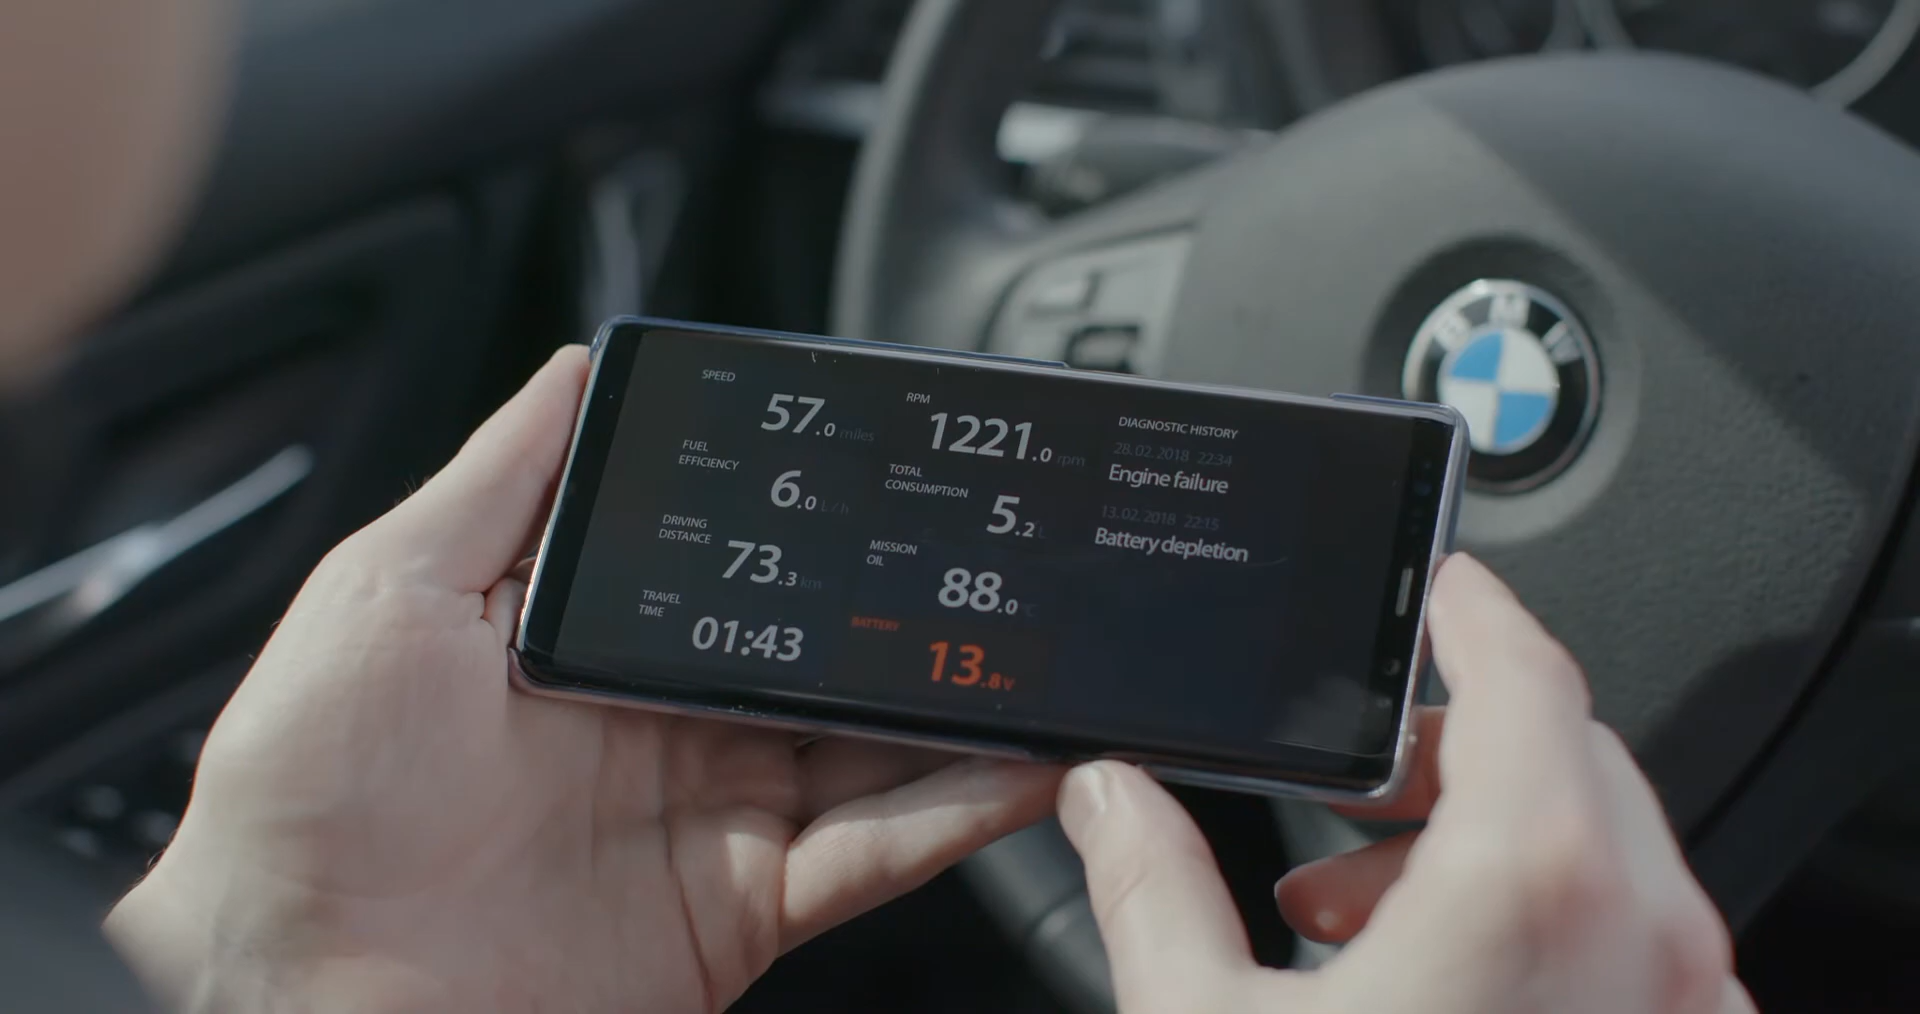 SPEED
57.0 miles
FUEL
EFFICIENCY
6.0 L/h
DRIVING
DISTANCE
73.3 km
TRAVEL
TIME
01:43
RPM
1221.0 rpm
TOTAL
CONSUMPTION
5.2 L
MISSION
OIL
88.0 °C
BATTERY
13.8V
DIAGNOSTIC HISTORY
28.02.2018 22:34
Engine failure
13.02.2018 22:15
Battery depletion
BMW